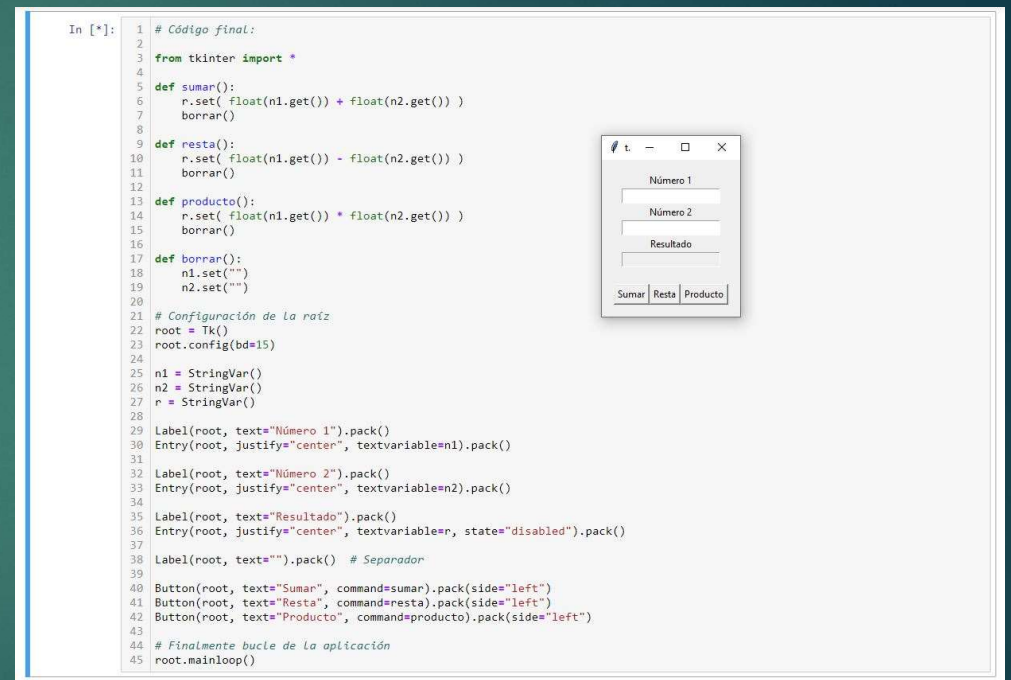 In [*]:
1 # Código final:
2
3 from tkinter import *
4
5 def sumar():
6     r.set( float(n1.get()) + float(n2.get()) )
7     borrar()
8
9 def resta():
10     r.set( float(n1.get()) - float(n2.get()) )
11     borrar()
12
13 def producto():
14     r.set( float(n1.get()) * float(n2.get()) )
15     borrar()
16
17 def borrar():
18     n1.set("")
19     n2.set("")
20
21 # Configuración de la raíz
22 root = Tk()
23 root.config(bd=15)
24
25 n1 = StringVar()
26 n2 = StringVar()
27 r = StringVar()
28
29 Label(root, text="Número 1").pack()
30 Entry(root, justify="center", textvariable=n1).pack()
31
32 Label(root, text="Número 2").pack()
33 Entry(root, justify="center", textvariable=n2).pack()
34
35 Label(root, text="Resultado").pack()
36 Entry(root, justify="center", textvariable=r, state="disabled").pack()
37
38 Label(root, text="").pack()  # Separador
39
40 Button(root, text="Sumar", command=sumar).pack(side="left")
41 Button(root, text="Resta", command=resta).pack(side="left")
42 Button(root, text="Producto", command=producto).pack(side="left")
43
44 # Finalmente bucle de la aplicación
45 root.mainloop()
t.
Número 1
Número 2
Resultado
Sumar Resta Producto